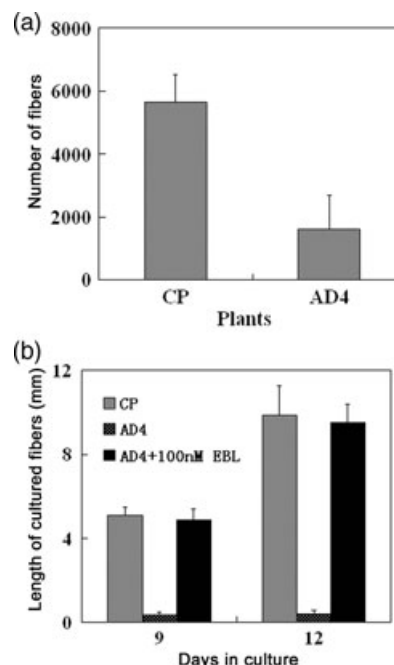 (a)
Number of fibers
8000
6000
4000
2000
0
CP AD4
Plants
(b)
Length of cultured fibers (mm)
12
8
4
0
CP
AD4
AD4+100nM EBL
9 12
Days in culture